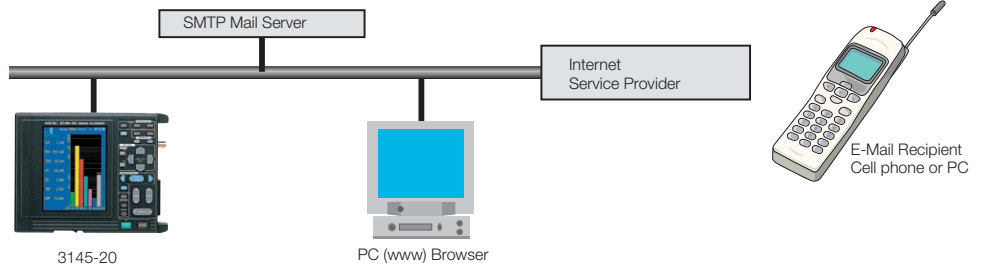 SMTP Mail Server
Internet
Service Provider
E-Mail Recipient
Cell phone or PC
3145-20
PC (www) Browser